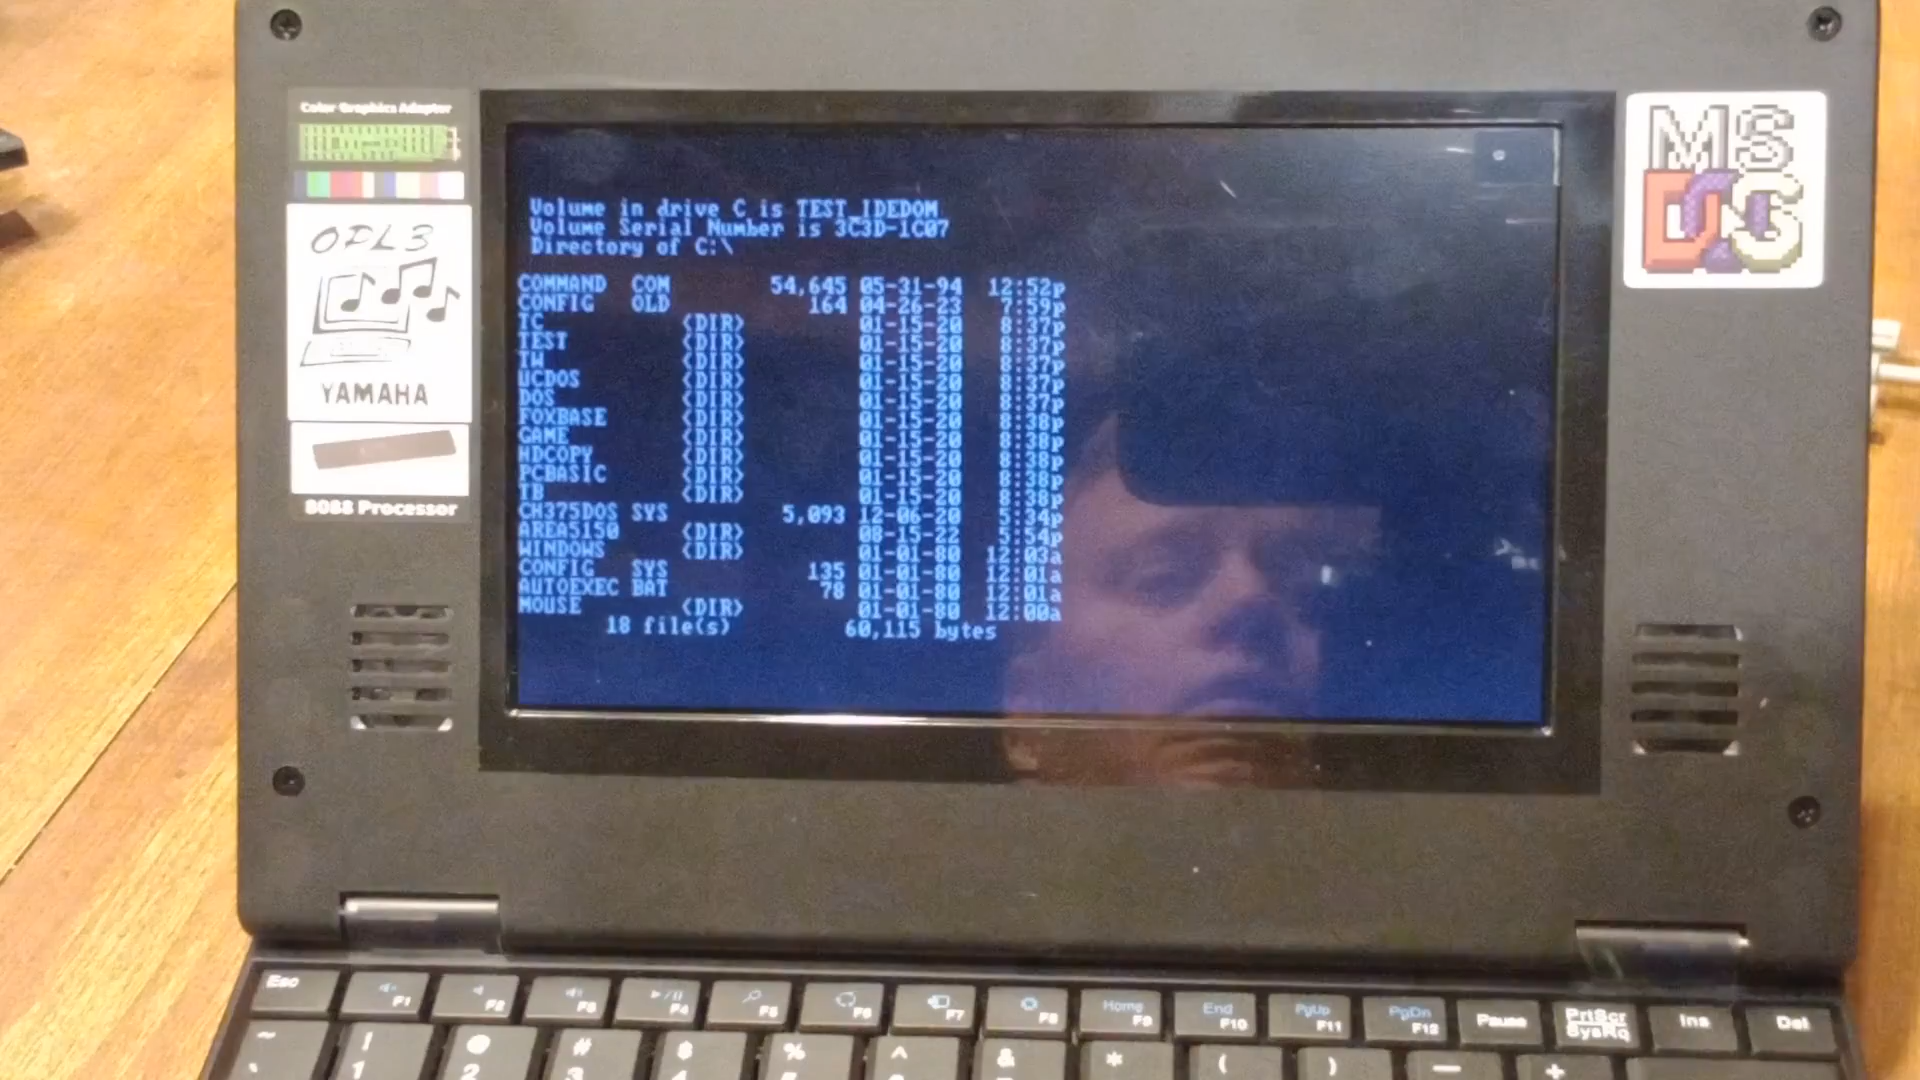 Color Graphics Adapter
OPL3
YAMAHA
8088 Processor
MS
DOS
Volume in drive C is TEST_IDEDOM
Volume Serial Number is 3C3D-1C07
Directory of C:\
COMMAND COM 54,645 05-31-94 12:52p
CONFIG OLD 164 04-26-23 7:59p
TC <DIR> 01-15-20 8:37p
TEST <DIR> 01-15-20 8:37p
TW <DIR> 01-15-20 8:37p
UCDOS <DIR> 01-15-20 8:37p
DOS <DIR> 01-15-20 8:37p
FOXBASE <DIR> 01-15-20 8:38p
GAME <DIR> 01-15-20 8:38p
HDCOPY <DIR> 01-15-20 8:38p
PCBASIC <DIR> 01-15-20 8:38p
TB <DIR> 01-15-20 8:38p
CH375DOS SYS 5,093 12-06-20 5:34p
AREA5150 <DIR> 08-15-22 5:54p
WINDOWS <DIR> 01-01-80 12:03a
CONFIG SYS 135 01-01-80 12:01a
AUTOEXEC BAT 78 01-01-80 12:01a
MOUSE <DIR> 01-01-80 12:00a
18 file(s) 60,115 bytes
Esc F1 F2 F3 F4 F5 F6 F7 F8 Home F9 End F10 PgUp F11 PgDn F12 Pause PrtScr SysRq Ins Del
~ ! @ # $ % ^ & * ( ) — +
` 1 2 3 4